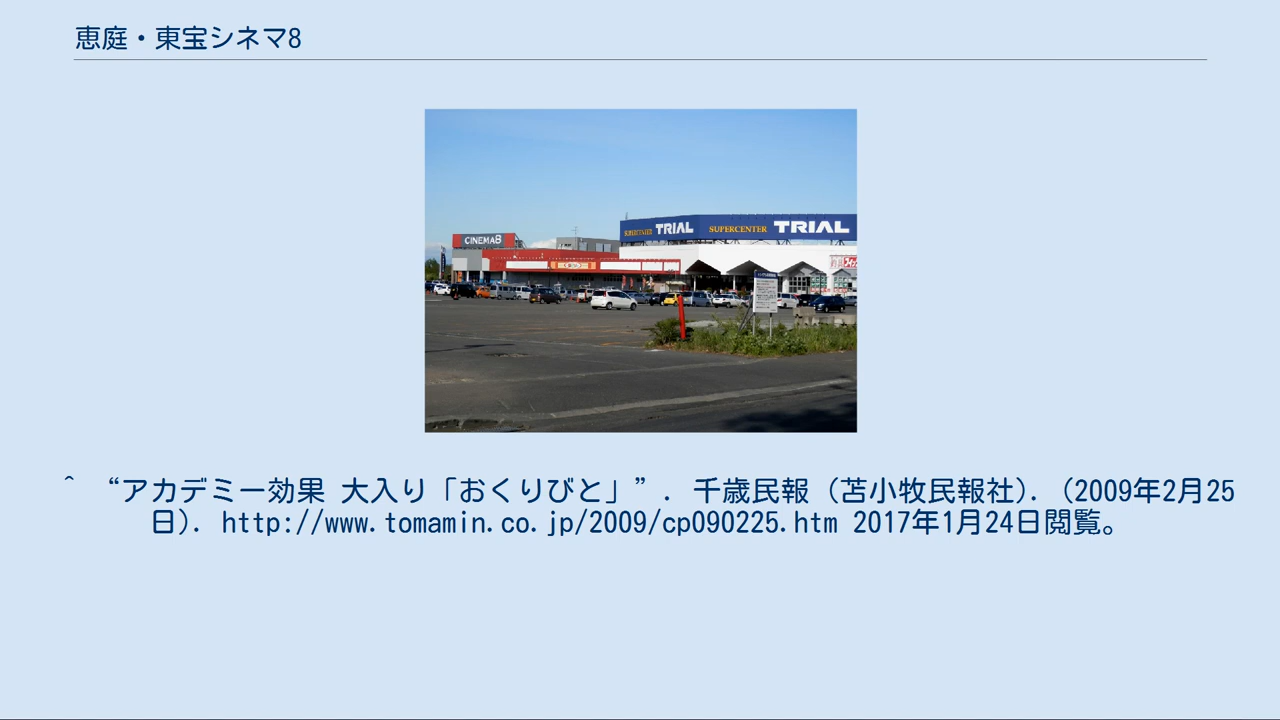 恵庭・東宝シネマ8
CINEMA8
SUPERCENTER TRIAL
SUPERCENTER TRIAL
^ “アカデミー効果 大入り「おくりびと」”. 千歳民報 (苫小牧民報社). (2009年2月25
日). http://www.tomamin.co.jp/2009/cp090225.htm 2017年1月24日閲覧。